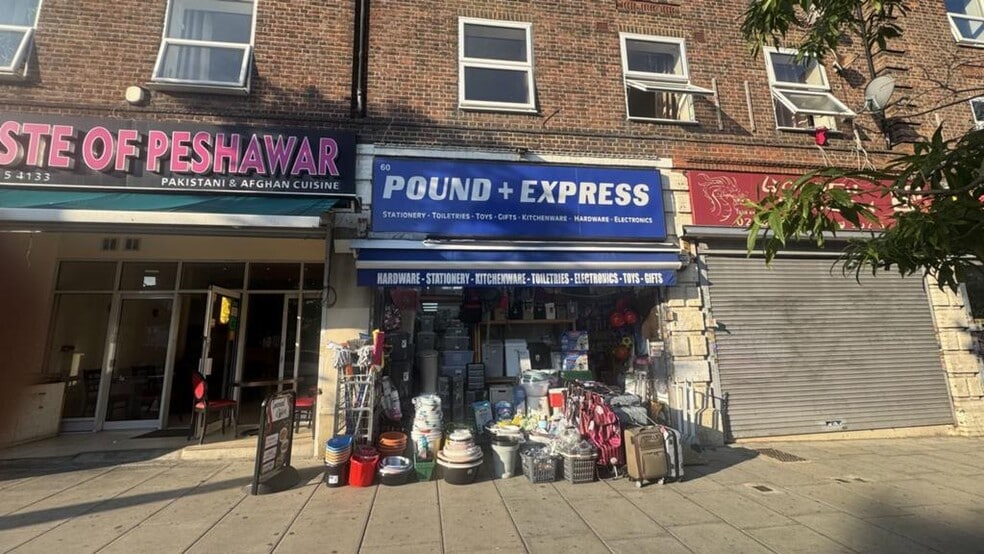 STE OF PESHAWAR
5 4133
PAKISTANI & AFGHAN CUISINE
60
POUND + EXPRESS
STATIONERY - TOILETRIES - TOYS - GIFTS - KITCHENWARE - HARDWARE - ELECTRONICS
HARDWARE - STATIONERY - KITCHENWARE - TOILETRIES - ELECTRONICS - TOYS - GIFTS